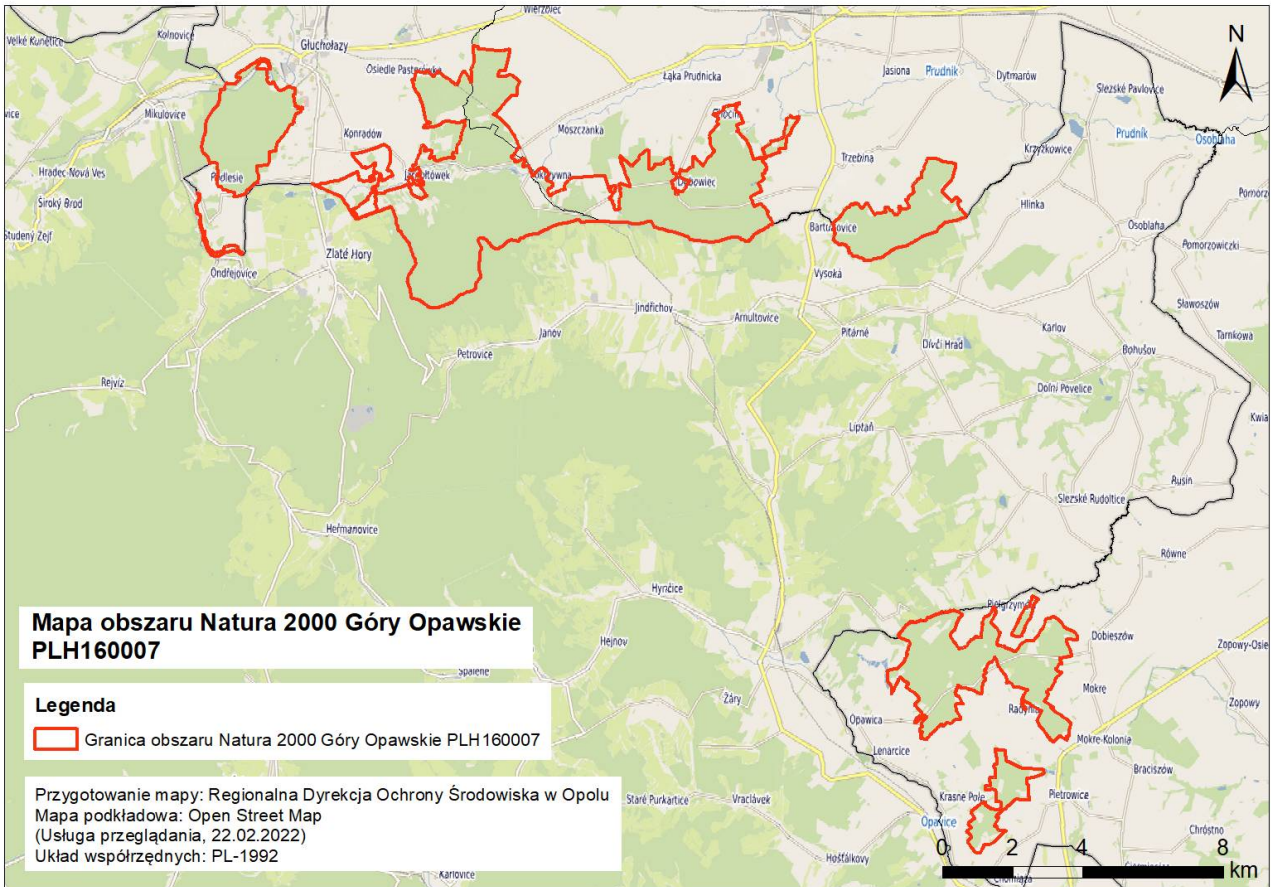 Wierzbiec
Kolnovice
Velké Kunětice
Głuchołazy
N
Osiedle Pasterówka
Łąka Prudnicka
Jasiona
Prudnik
Dytmarów
Slezské Pavlovice
Mikulovice
Konradów
Moszczanka
Prudnik
Osoblaha
Trzebina
Krzyżkowice
Hradec-Nová Ves
Podlesie
Jarnołtówek
Pokrzywna
Dębowiec
Široký Brod
Hlinka
Studený Zejf
Bartultovice
Osoblaha
Pomorzowiczki
Zlaté Hory
Ondřejovice
Vysoká
Jindřichov
Arnultovice
Sławoszów
Janov
Pitárné
Karlov
Tarnkowa
Petrovice
Dívčí Hrad
Bohušov
Rejvíz
Dolní Povelice
Liptaň
Rusín
Slezské Rudoltice
Heřmanovice
Równe
Hynčice
Pielgrzymów
Mapa obszaru Natura 2000 Góry Opawskie
PLH160007
Hejnov
Dobieszów
Zopowy-Osie
Spálené
Legenda
Žáry
Mokre
Zopowy
Radynia
Granica obszaru Natura 2000 Góry Opawskie PLH160007
Opawica
Lenarcice
Mokre-Kolonia
Braciszów
Przygotowanie mapy: Regionalna Dyrekcja Ochrony Środowiska w Opolu
Mapa podkładowa: Open Street Map
(Usługa przeglądania, 22.02.2022)
Układ współrzędnych: PL-1992
Staré Purkartice
Vraclávek
Krasne Pole
Pietrowice
Opavice
Chróstno
0 2 4 8
km
Hošťálkovy
Karlovice